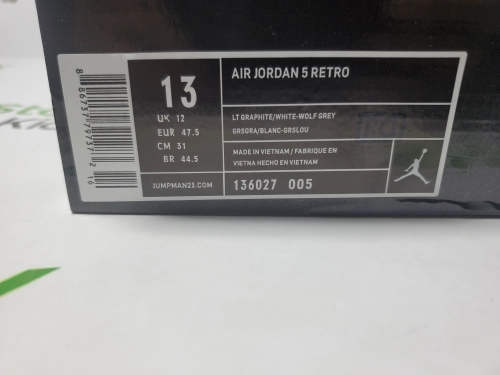 13
UK 12
EUR 47.5
CM 31
BR 44.5
JUMPMAN23.COM
AIR JORDAN 5 RETRO
LT GRAPHITE/WHITE-WOLF GREY
GRSGRA/BLANC-GRSLOU
MADE IN VIETNAM / FABRIQUE EN
VIETNA HECHO EN VIETNAM
136027 005